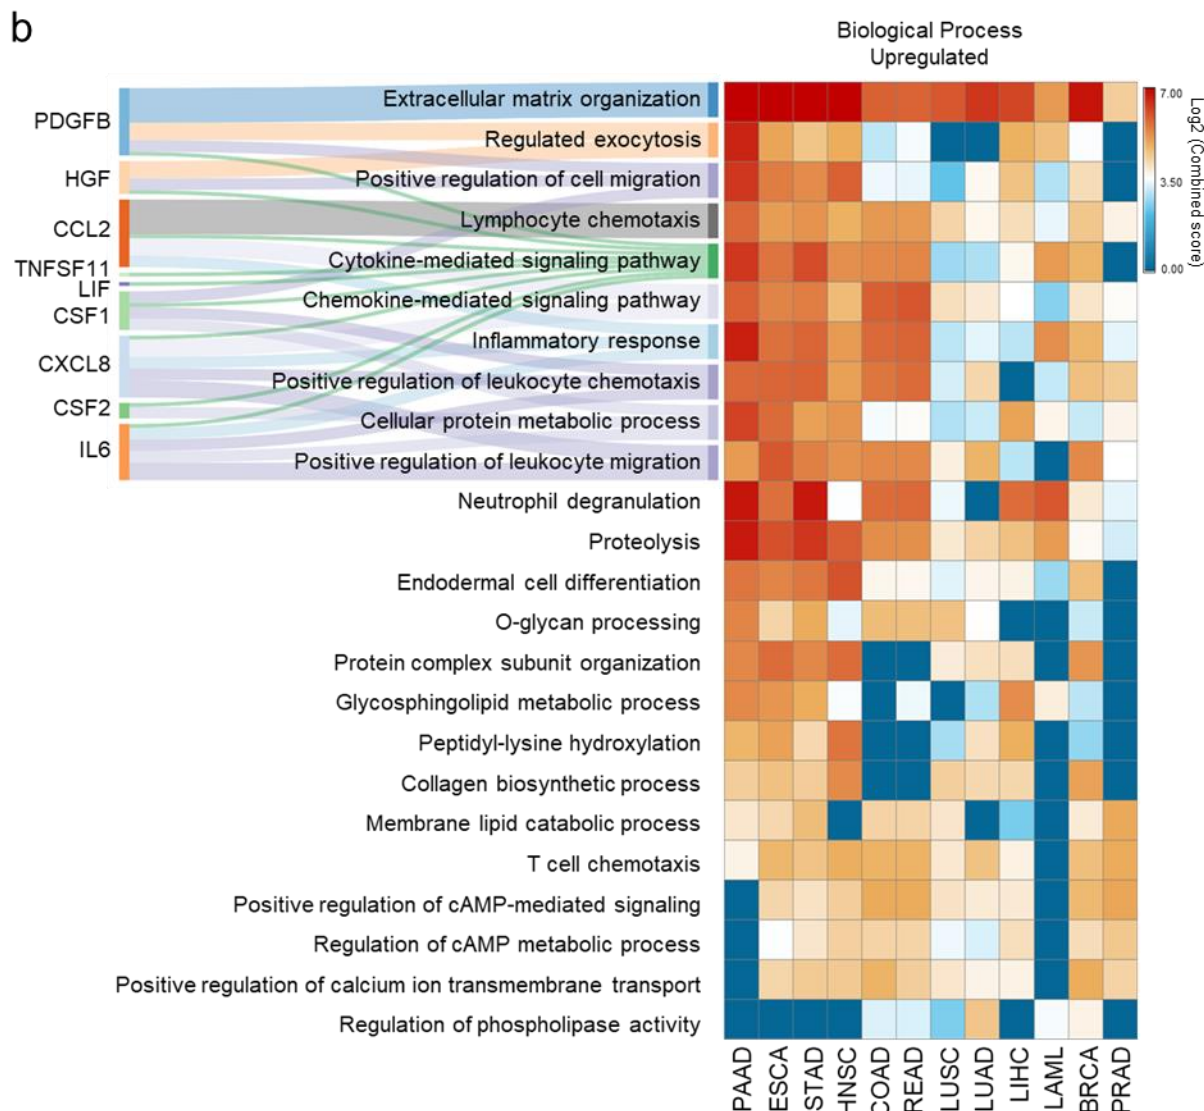 b
Biological Process
Upregulated
PDGFB
HGF
CCL2
TNFSF11
LIF
CSF1
CXCL8
CSF2
IL6
Extracellular matrix organization
Regulated exocytosis
Positive regulation of cell migration
Lymphocyte chemotaxis
Cytokine-mediated signaling pathway
Chemokine-mediated signaling pathway
Inflammatory response
Positive regulation of leukocyte chemotaxis
Cellular protein metabolic process
Positive regulation of leukocyte migration
Neutrophil degranulation
Proteolysis
Endodermal cell differentiation
O-glycan processing
Protein complex subunit organization
Glycosphingolipid metabolic process
Peptidyl-lysine hydroxylation
Collagen biosynthetic process
Membrane lipid catabolic process
T cell chemotaxis
Positive regulation of cAMP-mediated signaling
Regulation of cAMP metabolic process
Positive regulation of calcium ion transmembrane transport
Regulation of phospholipase activity
7.00
3.50
0.00
Log2 (Combined score)
PAAD
ESCA
STAD
HNSC
COAD
READ
LUSC
LUAD
LIHC
LAML
BRCA
PRAD